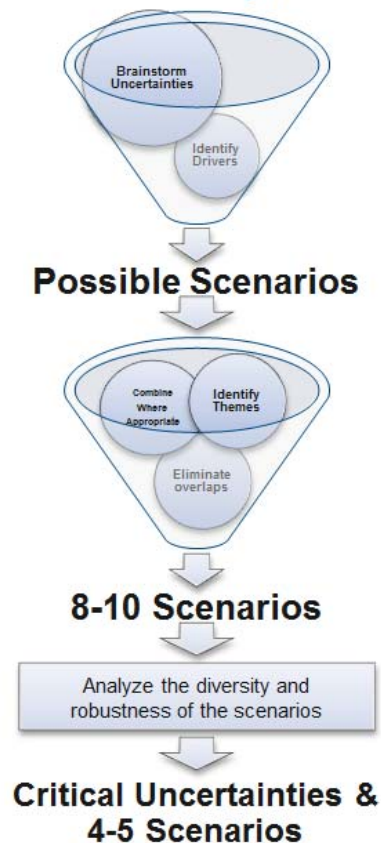 Brainstorm
Uncertainties
Identify
Drivers
Possible Scenarios
Combine
Where
Appropriate
Identify
Themes
Eliminate
overlaps
8-10 Scenarios
Analyze the diversity and
robustness of the scenarios
Critical Uncertainties &
4-5 Scenarios